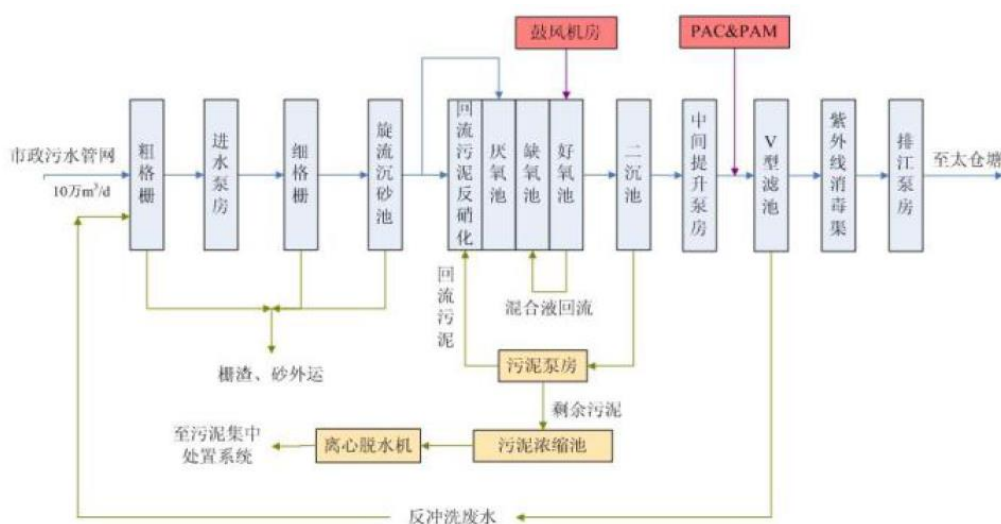 鼓风机房
PAC&PAM
市政污水管网
10万m³/d
粗格栅
进水泵房
细格栅
旋流沉砂池
回流污泥反硝化
厌氧池
缺氧池
好氧池
二沉池
中间提升泵房
V型滤池
紫外线消毒渠
排江泵房
至太仓塘
回流污泥
混合液回流
栅渣、砂外运
污泥泵房
剩余污泥
至污泥集中
处置系统
离心脱水机
污泥浓缩池
反冲洗废水